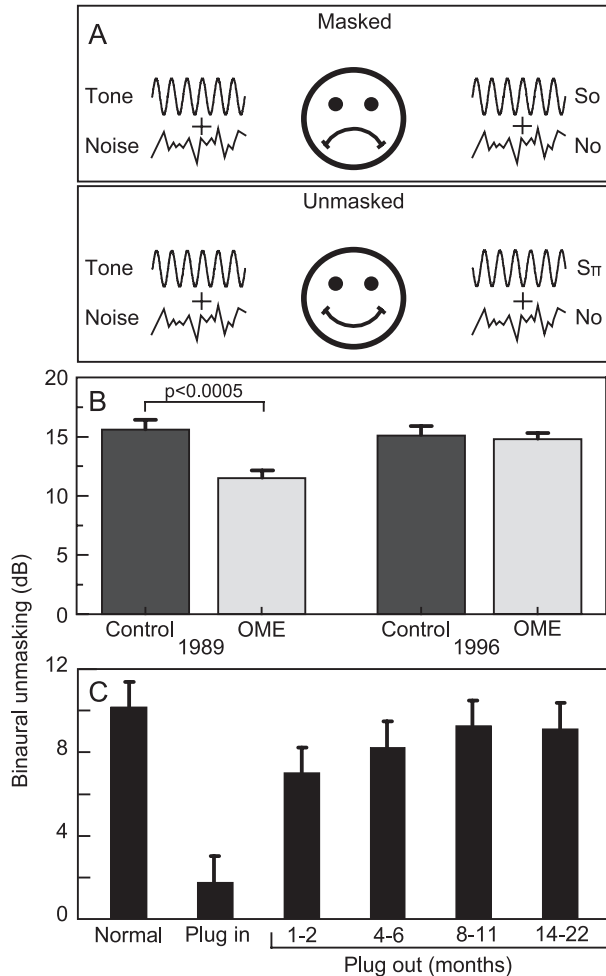 A
Masked
Tone
So
+
+
Noise
No
Unmasked
Tone
Sπ
+
+
Noise
No
Binaural unmasking (dB)
B
20
15
10
5
0
p<0.0005
Control
OME
Control
OME
1989
1996
C
12
8
4
0
Normal
Plug in
1-2
4-6
8-11
14-22
Plug out (months)